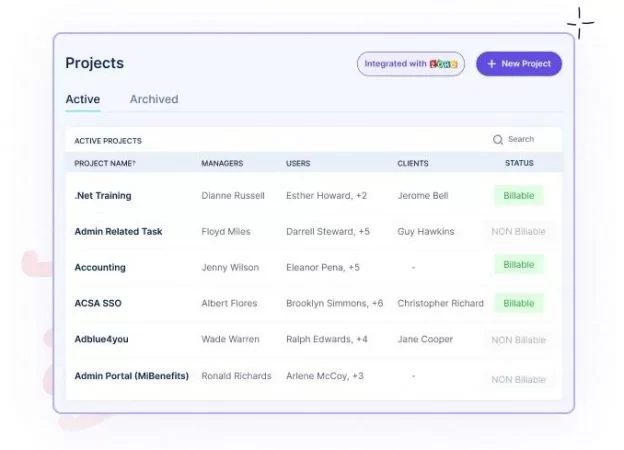 Projects
Integrated with ZOHO
+ New Project
Active Archived
ACTIVE PROJECTS Search
PROJECT NAME↑ MANAGERS USERS CLIENTS STATUS
.Net Training Dianne Russell Esther Howard, +2 Jerome Bell Billable
Admin Related Task Floyd Miles Darrell Steward, +5 Guy Hawkins NON Billable
Accounting Jenny Wilson Eleanor Pena, +5 - Billable
ACSA SSO Albert Flores Brooklyn Simmons, +6 Christopher Richard Billable
Adblue4you Wade Warren Ralph Edwards, +4 Jane Cooper NON Billable
Admin Portal (MiBenefits) Ronald Richards Arlene McCoy, +3 - NON Billable